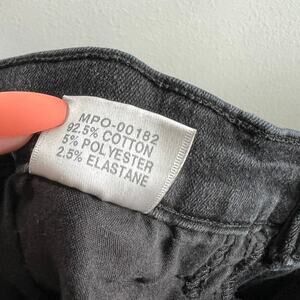 MPO-00182
92.5% COTTON
5% POLYESTER
2.5% ELASTANE